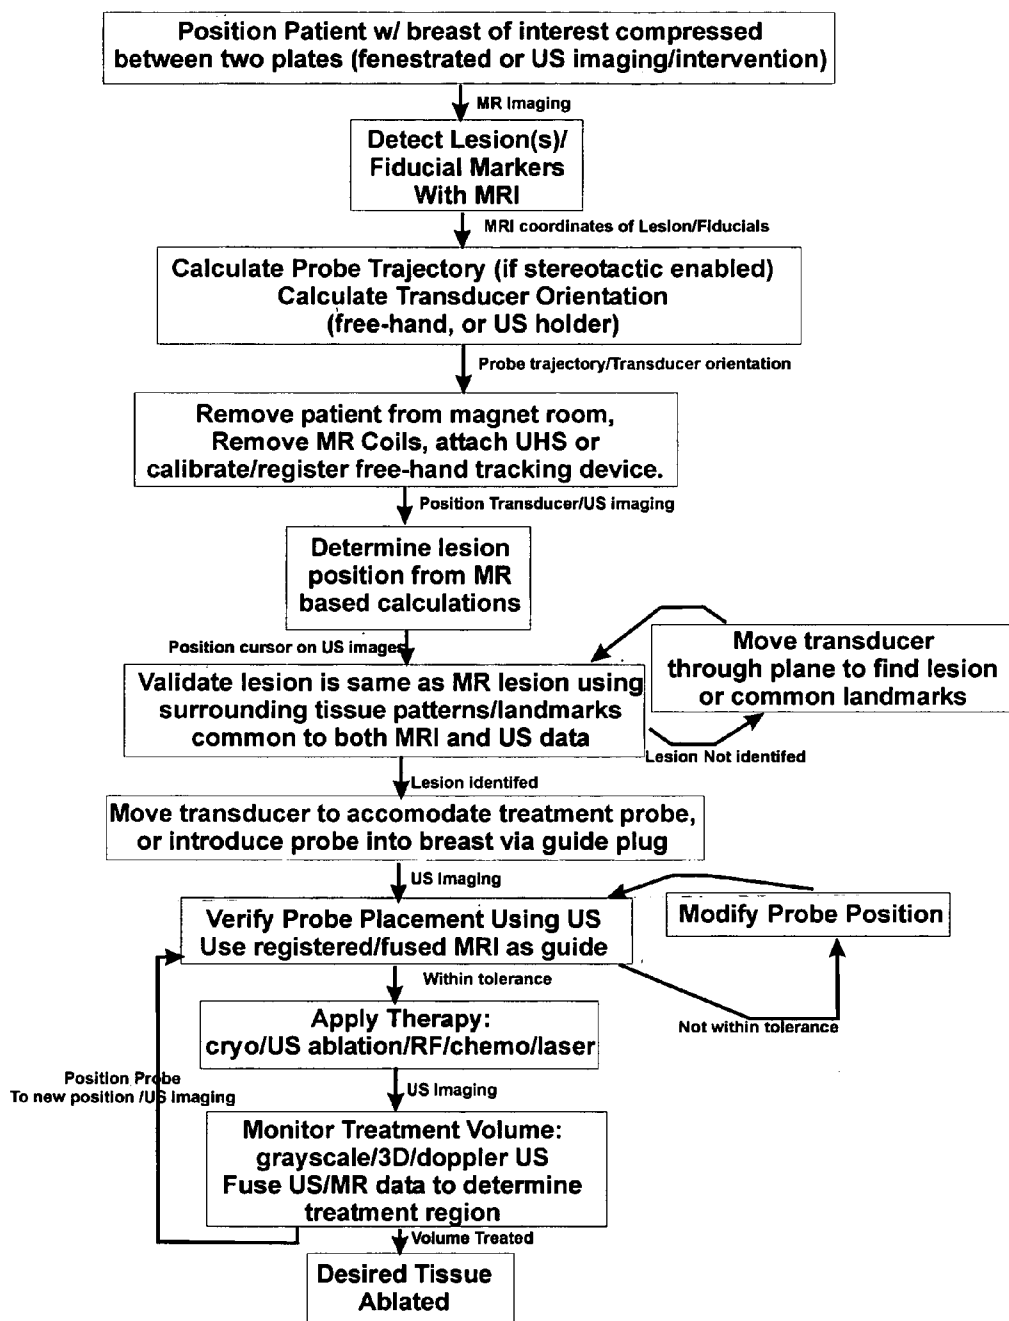 Position Patient w/ breast of interest compressed
between two plates (fenestrated or US imaging/intervention)
MR Imaging
Detect Lesion(s)/
Fiducial Markers
With MRI
MRI coordinates of Lesion/Fiducials
Calculate Probe Trajectory (if stereotactic enabled)
Calculate Transducer Orientation
(free-hand, or US holder)
Probe trajectory/Transducer orientation
Remove patient from magnet room,
Remove MR Coils, attach UHS or
calibrate/register free-hand tracking device.
Position Transducer/US imaging
Determine lesion
position from MR
based calculations
Position cursor on US images
Move transducer
through plane to find lesion
or common landmarks
Validate lesion is same as MR lesion using
surrounding tissue patterns/landmarks
common to both MRI and US data
Lesion Not identifed
Lesion identifed
Move transducer to accomodate treatment probe,
or introduce probe into breast via guide plug
US Imaging
Verify Probe Placement Using US
Use registered/fused MRI as guide
Modify Probe Position
Within tolerance
Not within tolerance
Apply Therapy:
cryo/US ablation/RF/chemo/laser
Position Probe
To new position /US Imaging
US Imaging
Monitor Treatment Volume:
grayscale/3D/doppler US
Fuse US/MR data to determine
treatment region
Volume Treated
Desired Tissue
Ablated